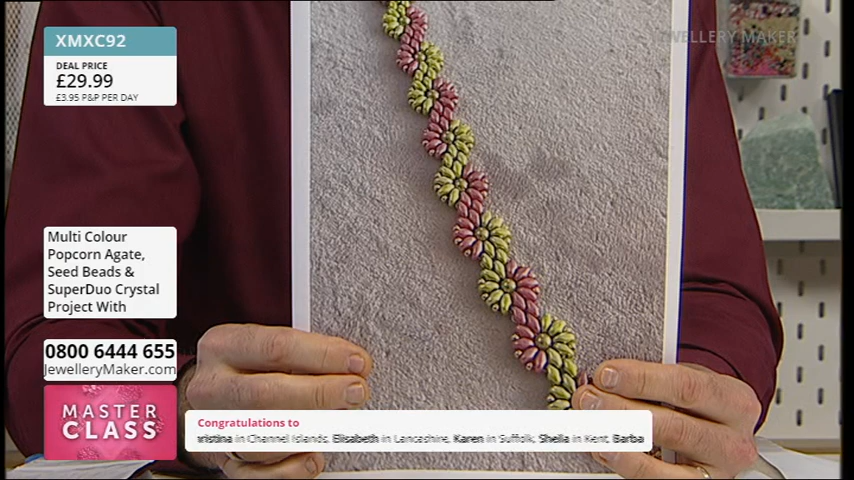 XMXC92
DEAL PRICE
£29.99
£3.95 P&P PER DAY
JEWELLERY MAKER
Multi Colour
Popcorn Agate,
Seed Beads &
SuperDuo Crystal
Project With
0800 6444 655
JewelleryMaker.com
MASTER
CLASS
Congratulations to
in Channel Islands, Elisabeth in Lancashire, Karen in Suffolk, Sheila in Kent, Barba